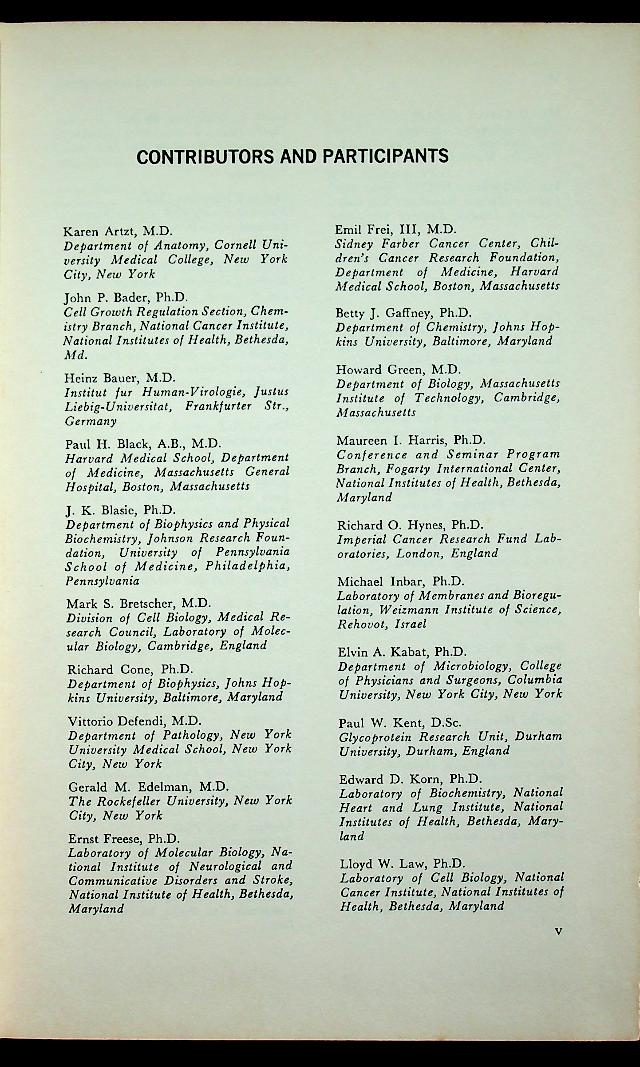 CONTRIBUTORS AND PARTICIPANTS
Karen Artzt, M.D.
Department of Anatomy, Cornell Uni-
versity Medical College, New York
City, New York
John P. Bader, Ph.D.
Cell Growth Regulation Section, Chem-
istry Branch, National Cancer Institute,
National Institutes of Health, Bethesda,
Md.
Heinz Bauer, M.D.
Institut fur Human-Virologie, Justus
Liebig-Universitat, Frankfurter Str.,
Germany
Paul H. Black, A.B., M.D.
Harvard Medical School, Department
of Medicine, Massachusetts General
Hospital, Boston, Massachusetts
J. K. Blasie, Ph.D.
Department of Biophysics and Physical
Biochemistry, Johnson Research Foun-
dation, University of Pennsylvania
School of Medicine, Philadelphia,
Pennsylvania
Mark S. Bretscher, M.D.
Division of Cell Biology, Medical Re-
search Council, Laboratory of Molec-
ular Biology, Cambridge, England
Richard Cone, Ph.D.
Department of Biophysics, Johns Hop-
kins University, Baltimore, Maryland
Vittorio Defendi, M.D.
Department of Pathology, New York
University Medical School, New York
City, New York
Gerald M. Edelman, M.D.
The Rockefeller University, New York
City, New York
Ernst Freese, Ph.D.
Laboratory of Molecular Biology, Na-
tional Institute of Neurological and
Communicative Disorders and Stroke,
National Institute of Health, Bethesda,
Maryland
Emil Frei, III, M.D.
Sidney Farber Cancer Center, Chil-
dren's Cancer Research Foundation,
Department of Medicine, Harvard
Medical School, Boston, Massachusetts
Betty J. Gaffney, Ph.D.
Department of Chemistry, Johns Hop-
kins University, Baltimore, Maryland
Howard Green, M.D.
Department of Biology, Massachusetts
Institute of Technology, Cambridge,
Massachusetts
Maureen I. Harris, Ph.D.
Conference and Seminar Program
Branch, Fogarty International Center,
National Institutes of Health, Bethesda,
Maryland
Richard O. Hynes, Ph.D.
Imperial Cancer Research Fund Lab-
oratories, London, England
Michael Inbar, Ph.D.
Laboratory of Membranes and Bioregu-
lation, Weizmann Institute of Science,
Rehovot, Israel
Elvin A. Kabat, Ph.D.
Department of Microbiology, College
of Physicians and Surgeons, Columbia
University, New York City, New York
Paul W. Kent, D.Sc.
Glycoprotein Research Unit, Durham
University, Durham, England
Edward D. Korn, Ph.D.
Laboratory of Biochemistry, National
Heart and Lung Institute, National
Institutes of Health, Bethesda, Mary-
land
Lloyd W. Law, Ph.D.
Laboratory of Cell Biology, National
Cancer Institute, National Institutes of
Health, Bethesda, Maryland
v